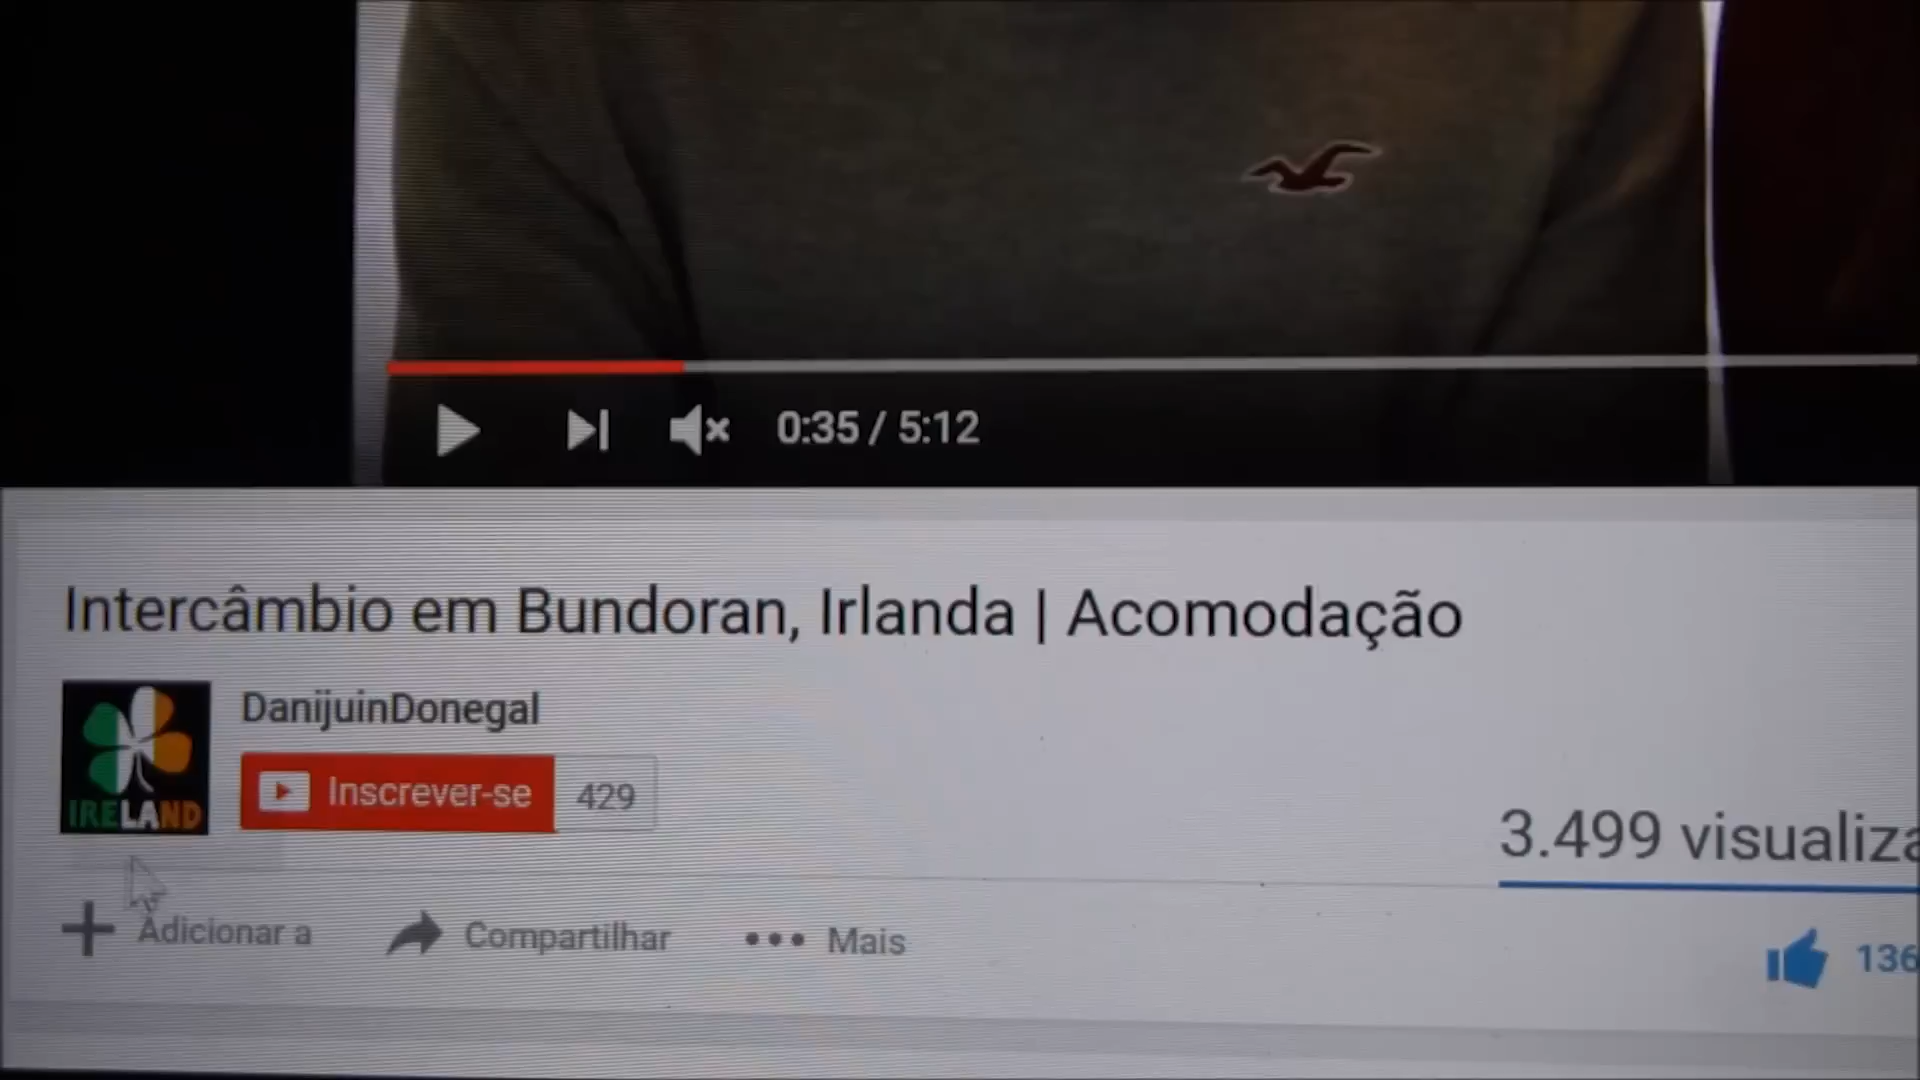 0:35 / 5:12
Intercâmbio em Bundoran, Irlanda | Acomodação
DanijuinDonegal
IRELAND
Inscrever-se 429
3.499
Adicionar a Compartilhar ••• Mais
136